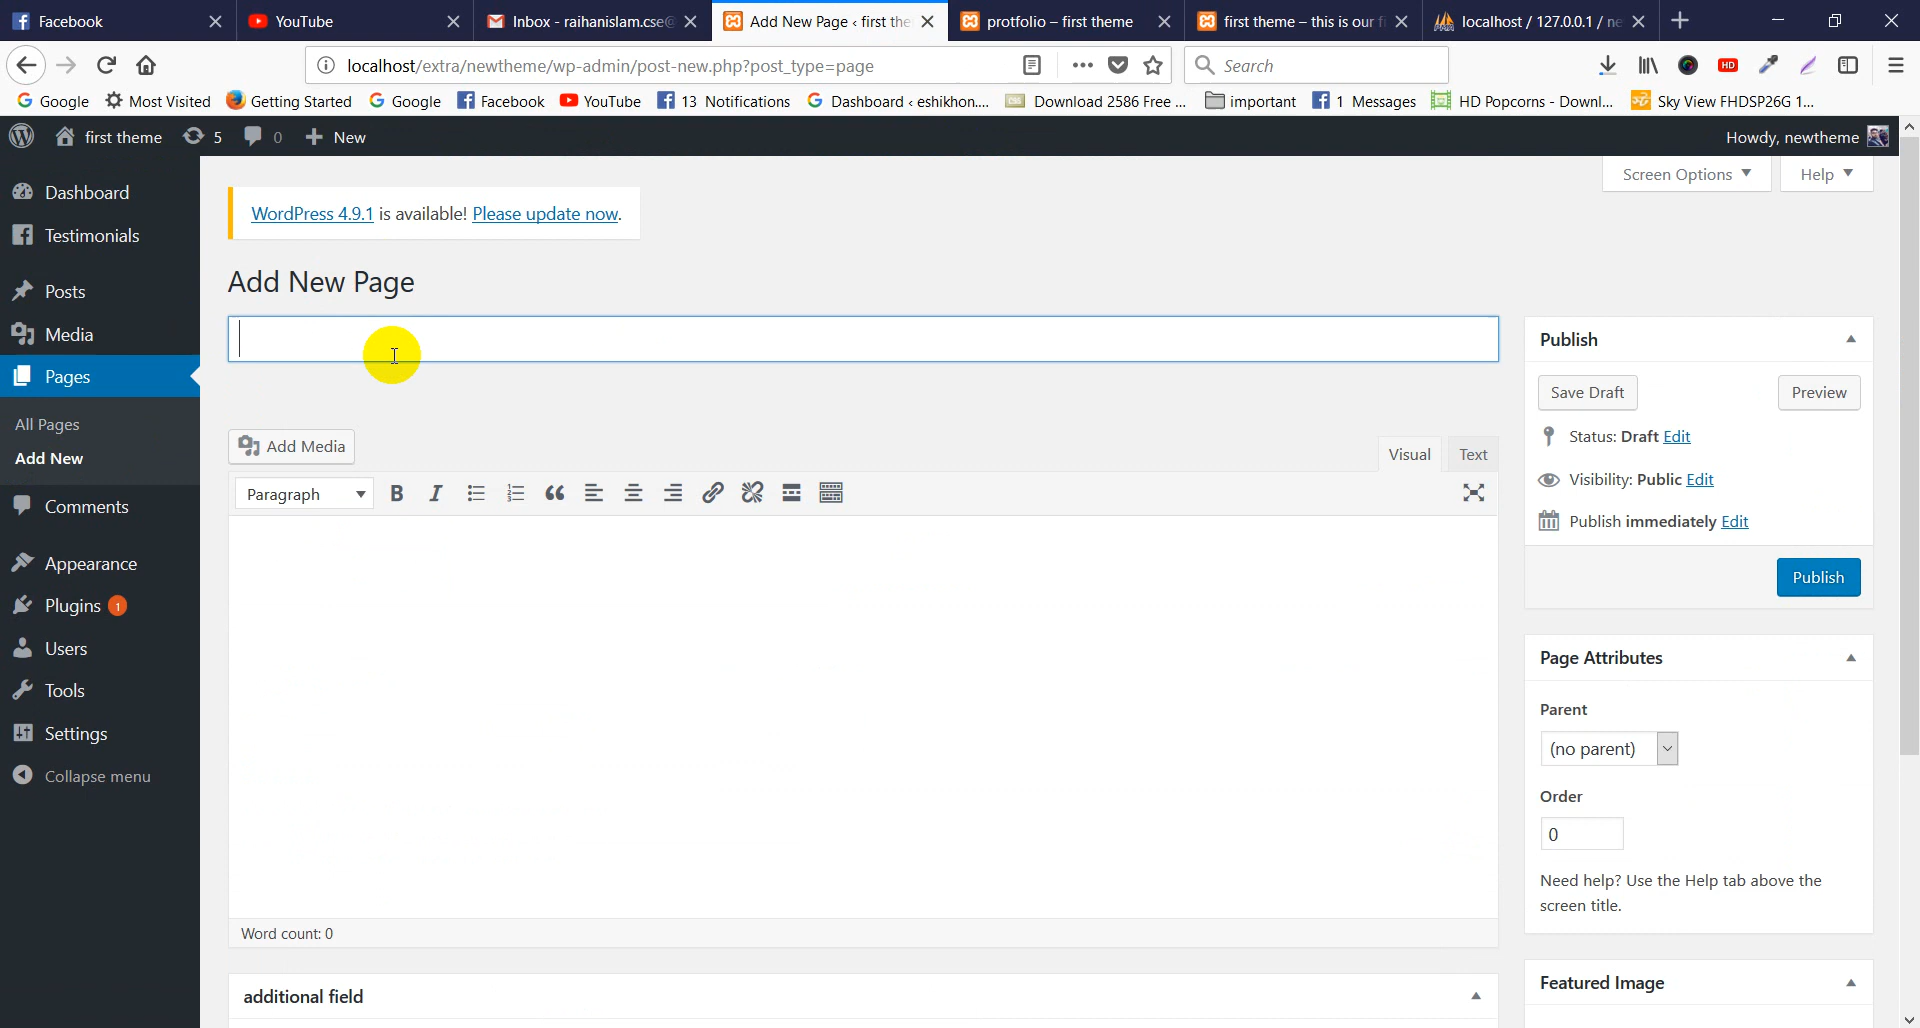 Facebook YouTube Inbox - raihanislam.cse@ Add New Page ‹ first the protfolio – first theme first theme – this is our fi localhost / 127.0.0.1 / ne
localhost/extra/newtheme/wp-admin/post-new.php?post_type=page Search HD
Google Most Visited Getting Started Google Facebook YouTube 13 Notifications Dashboard ‹ eshikhon.... Download 2586 Free ... important 1 Messages HD Popcorns - Downl... Sky View FHDSP26G 1...
first theme 5 0 New Howdy, newtheme
Screen Options Help
Dashboard
Testimonials
Posts
Media
Pages
All Pages
Add New
Comments
Appearance
Plugins 1
Users
Tools
Settings
Collapse menu
WordPress 4.9.1 is available! Please update now.
Add New Page
Add Media Visual Text
Paragraph B I
Word count: 0
additional field
Publish
Save Draft Preview
Status: Draft Edit
Visibility: Public Edit
Publish immediately Edit
Publish
Page Attributes
Parent
(no parent)
Order
0
Need help? Use the Help tab above the
screen title.
Featured Image